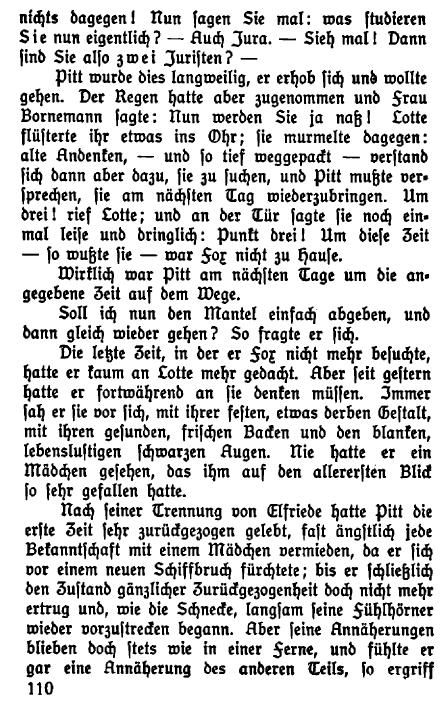 nichts dagegen! Nun sagen Sie mal: was studieren
Sie nun eigentlich? — Auch Jura. — Sieh mal! Dann
sind Sie also zwei Juristen? —
Pitt wurde dies langweilig, er erhob sich und wollte
gehen. Der Regen hatte aber zugenommen und Frau
Bornemann sagte: Nun werden Sie ja naß! Lotte
flüsterte ihr etwas ins Ohr; sie murmelte dagegen:
alte Andenken, — und so tief weggepackt — verstand
sich dann aber dazu, sie zu suchen, und Pitt mußte ver-
sprechen, sie am nächsten Tag wiederzubringen. Um
drei! rief Lotte; und an der Tür sagte sie noch ein-
mal leise und dringlich: Punkt drei! Um diese Zeit
— so wußte sie — war Fox nicht zu Hause.
Wirklich war Pitt am nächsten Tage um die an-
gegebene Zeit auf dem Wege.
Soll ich nun den Mantel einfach abgeben, und
dann gleich wieder gehen? So fragte er sich.
Die letzte Zeit, in der er Fox nicht mehr besuchte,
hatte er kaum an Lotte mehr gedacht. Aber seit gestern
hatte er fortwährend an sie denken müssen. Immer
sah er sie vor sich, mit ihrer festen, etwas derben Gestalt,
mit ihren gesunden, frischen Backen und den blanken,
lebenslustigen schwarzen Augen. Nie hatte er ein
Mädchen gesehen, das ihm auf den allerersten Blick
so sehr gefallen hatte.
Nach seiner Trennung von Elfriede hatte Pitt die
erste Zeit sehr zurückgezogen gelebt, fast ängstlich jede
Bekanntschaft mit einem Mädchen vermieden, da er sich
vor einem neuen Schiffbruch fürchtete; bis er schließlich
den Zustand gänzlicher Zurückgezogenheit doch nicht mehr
ertrug und, wie die Schnecke, langsam seine Fühlhörner
wieder vorzustrecken begann. Aber seine Annäherungen
blieben doch stets wie in einer Ferne, und fühlte er
gar eine Annäherung des anderen Teils, so ergriff
110